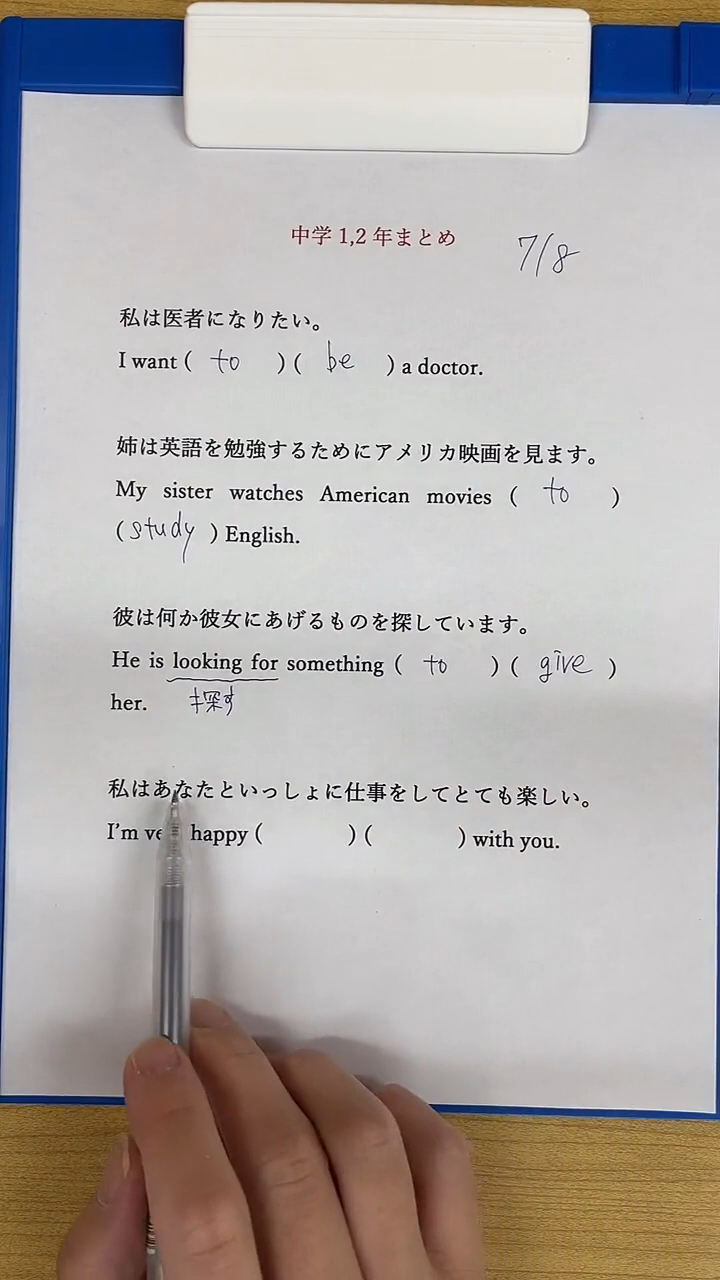 中学1,2年まとめ
7/8
私は医者になりたい。
I want ( to )( be ) a doctor.
姉は英語を勉強するためにアメリカ映画を見ます。
My sister watches American movies ( to )
( study ) English.
彼は何か彼女にあげるものを探しています。
He is looking for something ( to )( give )
her. 探す
私はあなたといっしょに仕事をしてとても楽しい。
I'm happy ( )( ) with you.